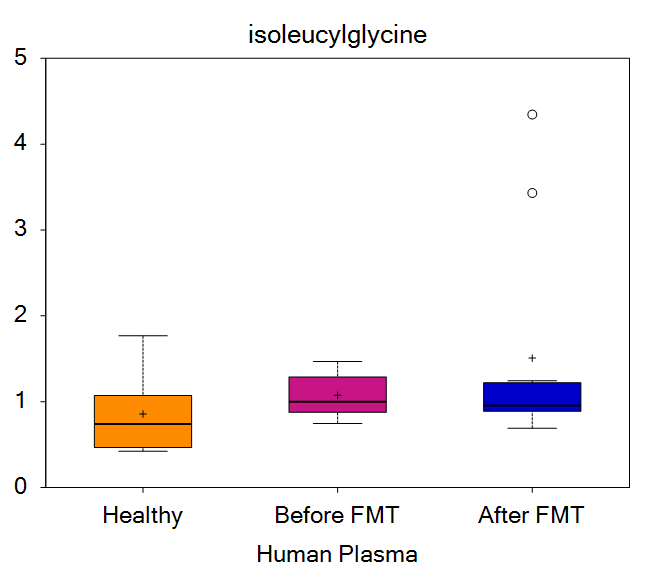 isoleucylglycine
5
4
3
2
1
0
Healthy
Before FMT
After FMT
Human Plasma